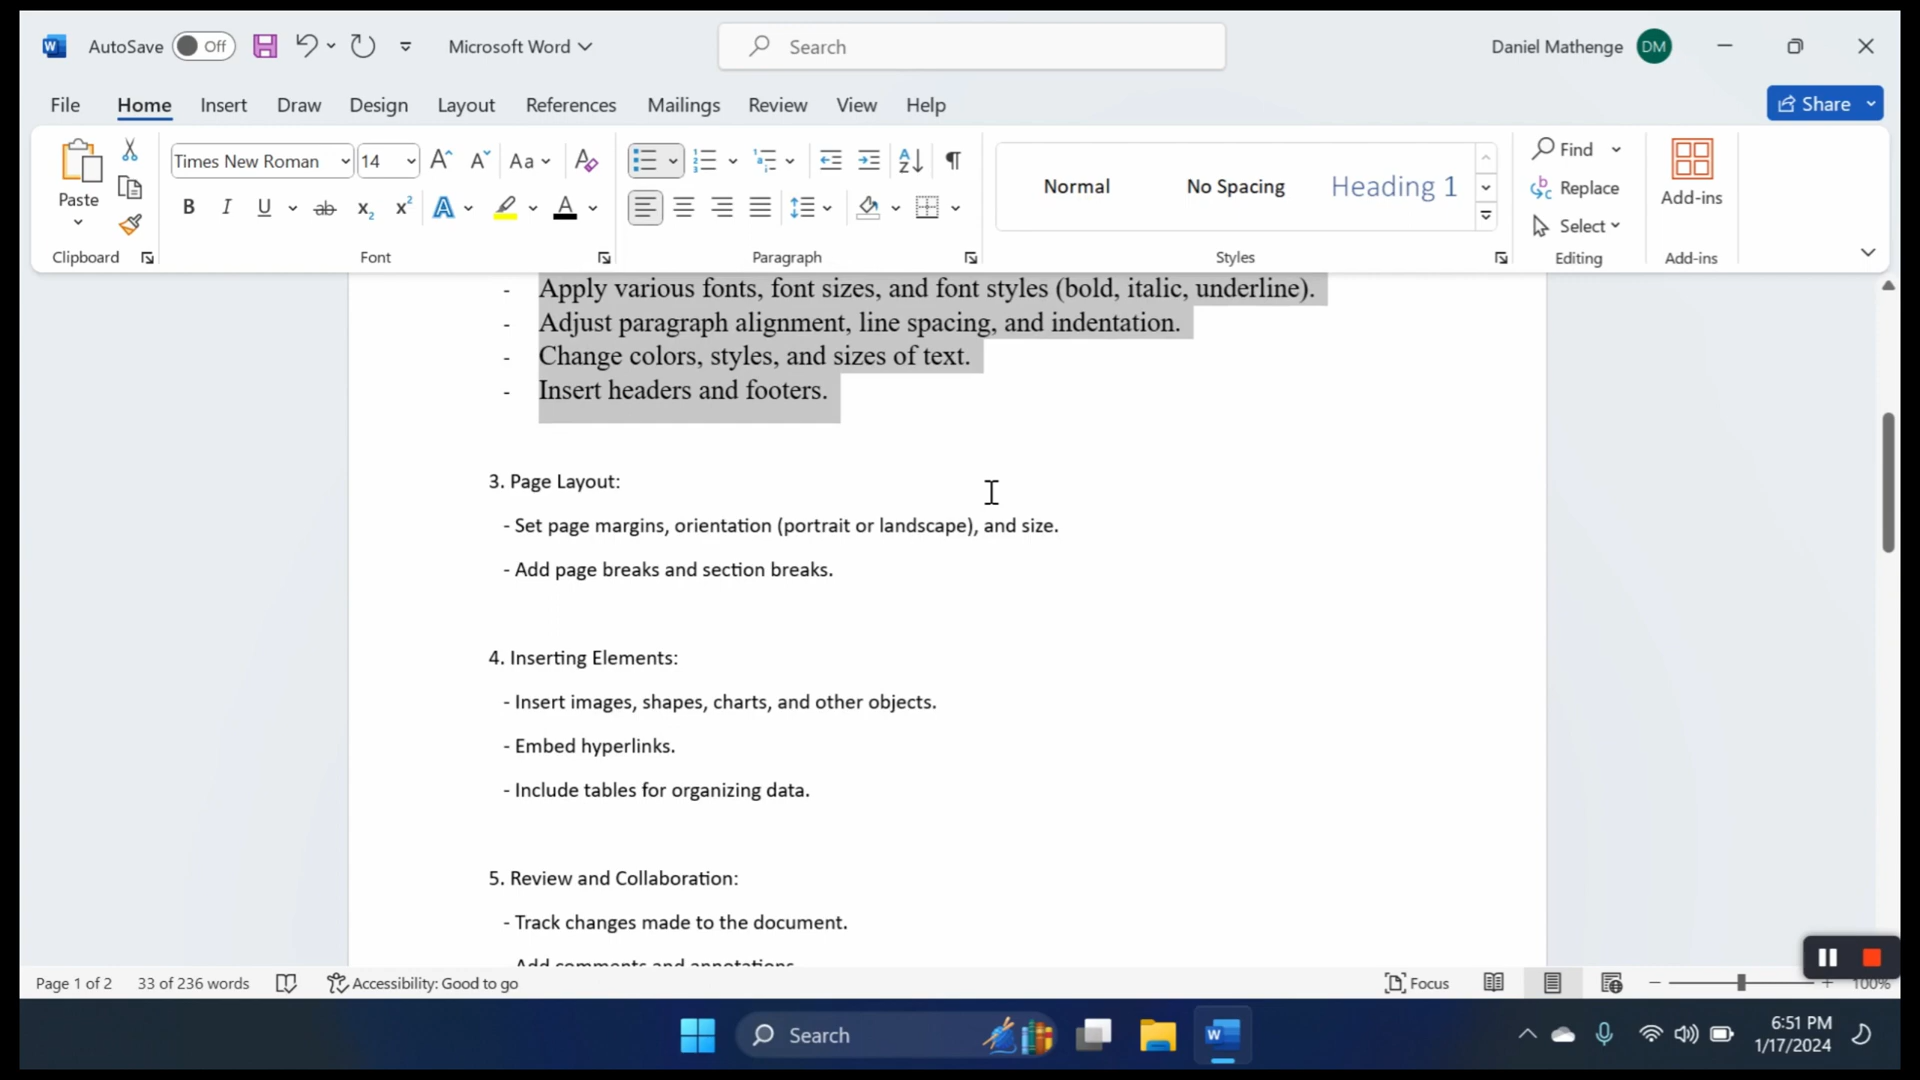 AutoSave Off Microsoft Word Search Daniel Mathenge DM
File Home Insert Draw Design Layout References Mailings Review View Help Share
Paste Times New Roman 14 Aa Normal No Spacing Heading 1 Find Replace Select Add-ins
Clipboard Font Paragraph Styles Editing Add-ins
- Apply various fonts, font sizes, and font styles (bold, italic, underline).
- Adjust paragraph alignment, line spacing, and indentation.
- Change colors, styles, and sizes of text.
- Insert headers and footers.
3. Page Layout:
- Set page margins, orientation (portrait or landscape), and size.
- Add page breaks and section breaks.
4. Inserting Elements:
- Insert images, shapes, charts, and other objects.
- Embed hyperlinks.
- Include tables for organizing data.
5. Review and Collaboration:
- Track changes made to the document.
- Add comments and annotations.
Page 1 of 2 33 of 236 words Accessibility: Good to go Focus 100%
Search 6:51 PM
1/17/2024